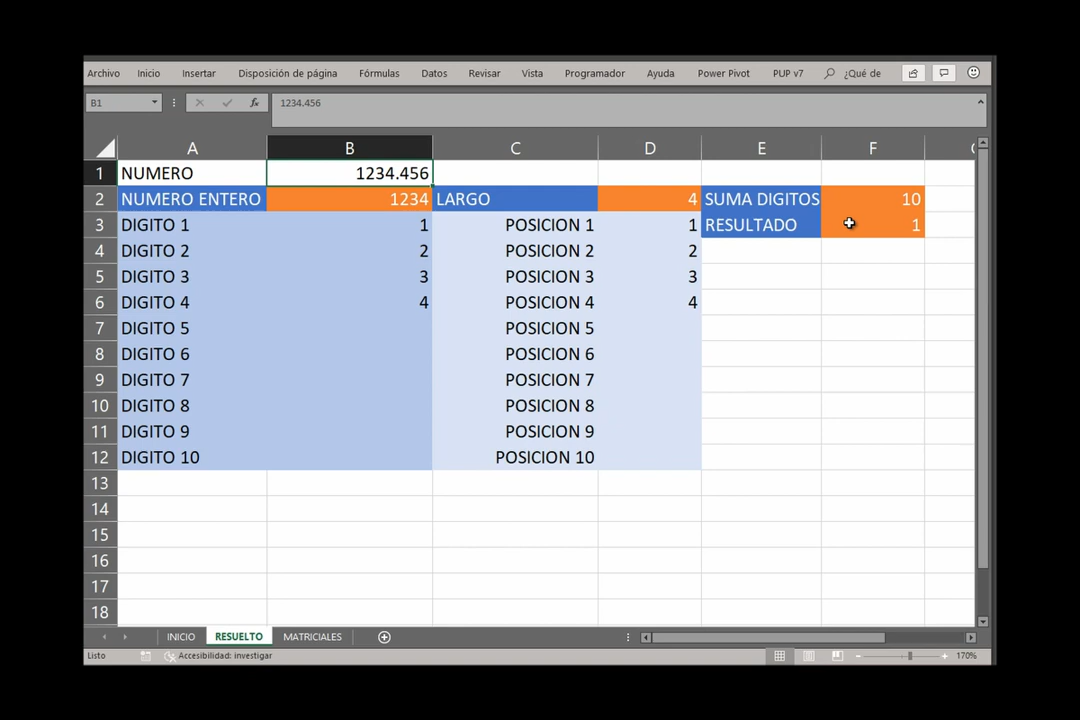 Archivo Inicio Insertar Disposición de página Fórmulas Datos Revisar Vista Programador Ayuda Power Pivot PUP v7 ¿Qué de
B1 fx 1234.456
A B C D E F
1 NUMERO 1234.456
2 NUMERO ENTERO 1234 LARGO 4 SUMA DIGITOS 10
3 DIGITO 1 1 POSICION 1 1 RESULTADO 1
4 DIGITO 2 2 POSICION 2 2
5 DIGITO 3 3 POSICION 3 3
6 DIGITO 4 4 POSICION 4 4
7 DIGITO 5 POSICION 5
8 DIGITO 6 POSICION 6
9 DIGITO 7 POSICION 7
10 DIGITO 8 POSICION 8
11 DIGITO 9 POSICION 9
12 DIGITO 10 POSICION 10
13
14
15
16
17
18
INICIO RESUELTO MATRICIALES
Listo Accesibilidad: investigar 170%